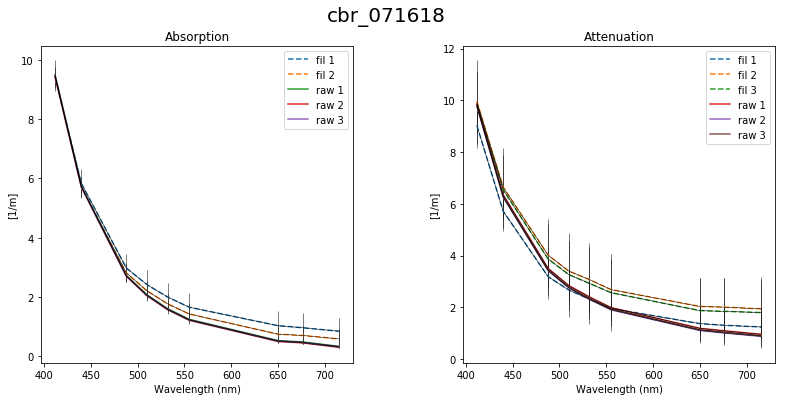 cbr_071618
Absorption
10
8
6
4
2
0
[1/m]
400 450 500 550 600 650 700
Wavelength (nm)
fil 1
fil 2
raw 1
raw 2
raw 3
Attenuation
12
10
8
6
4
2
0
[1/m]
400 450 500 550 600 650 700
Wavelength (nm)
fil 1
fil 2
fil 3
raw 1
raw 2
raw 3